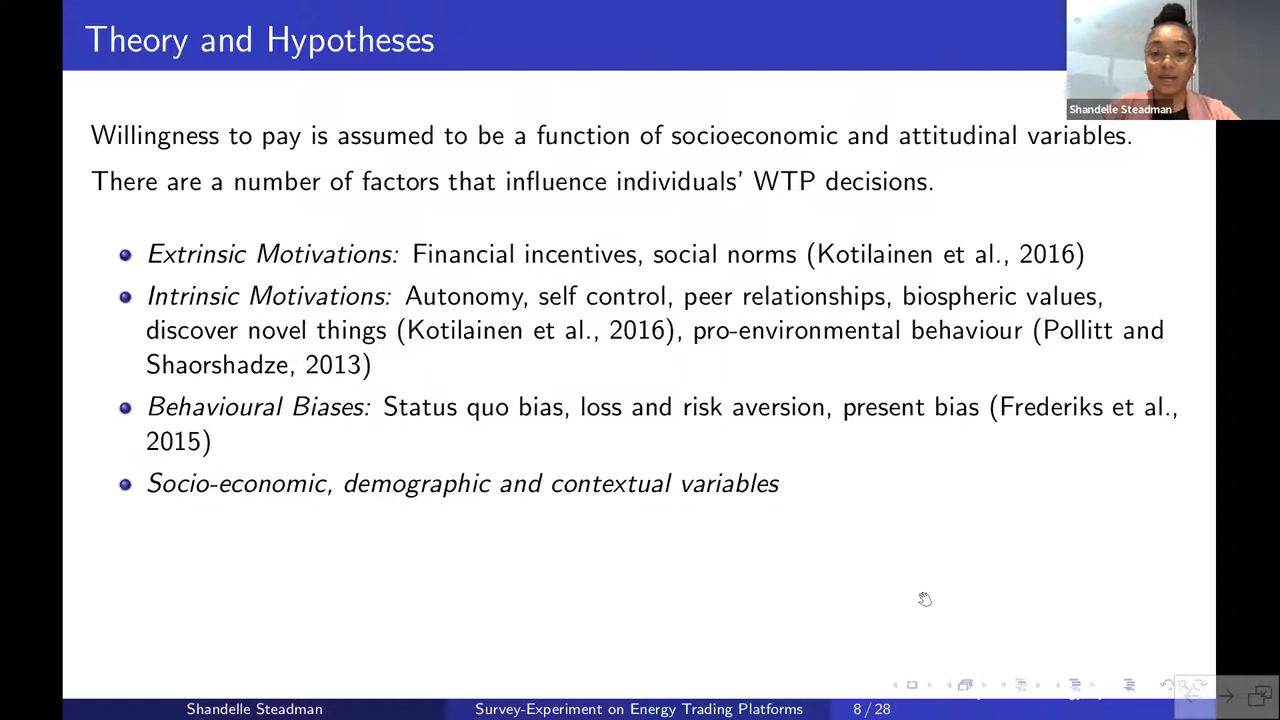 Theory and Hypotheses
Shandelle Steadman
Willingness to pay is assumed to be a function of socioeconomic and attitudinal variables.
There are a number of factors that influence individuals' WTP decisions.
Extrinsic Motivations: Financial incentives, social norms (Kotilainen et al., 2016)
Intrinsic Motivations: Autonomy, self control, peer relationships, biospheric values,
discover novel things (Kotilainen et al., 2016), pro-environmental behaviour (Pollitt and
Shaorshadze, 2013)
Behavioural Biases: Status quo bias, loss and risk aversion, present bias (Frederiks et al.,
2015)
Socio-economic, demographic and contextual variables
Shandelle Steadman
Survey-Experiment on Energy Trading Platforms
8 / 28